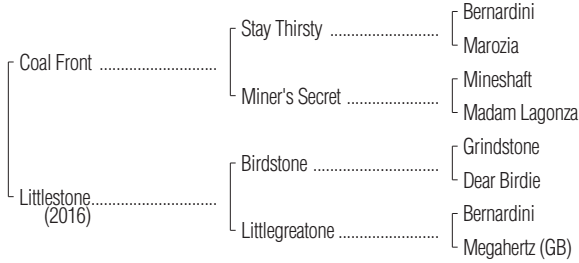 Bernardini
Stay Thirsty ..........................
Marozia
Coal Front ............................
Mineshaft
Miner's Secret ......................
Madam Lagonza
Grindstone
Birdstone ..............................
Dear Birdie
Littlestone..............................
(2016)
Bernardini
Littlegreatone ........................
Megahertz (GB)